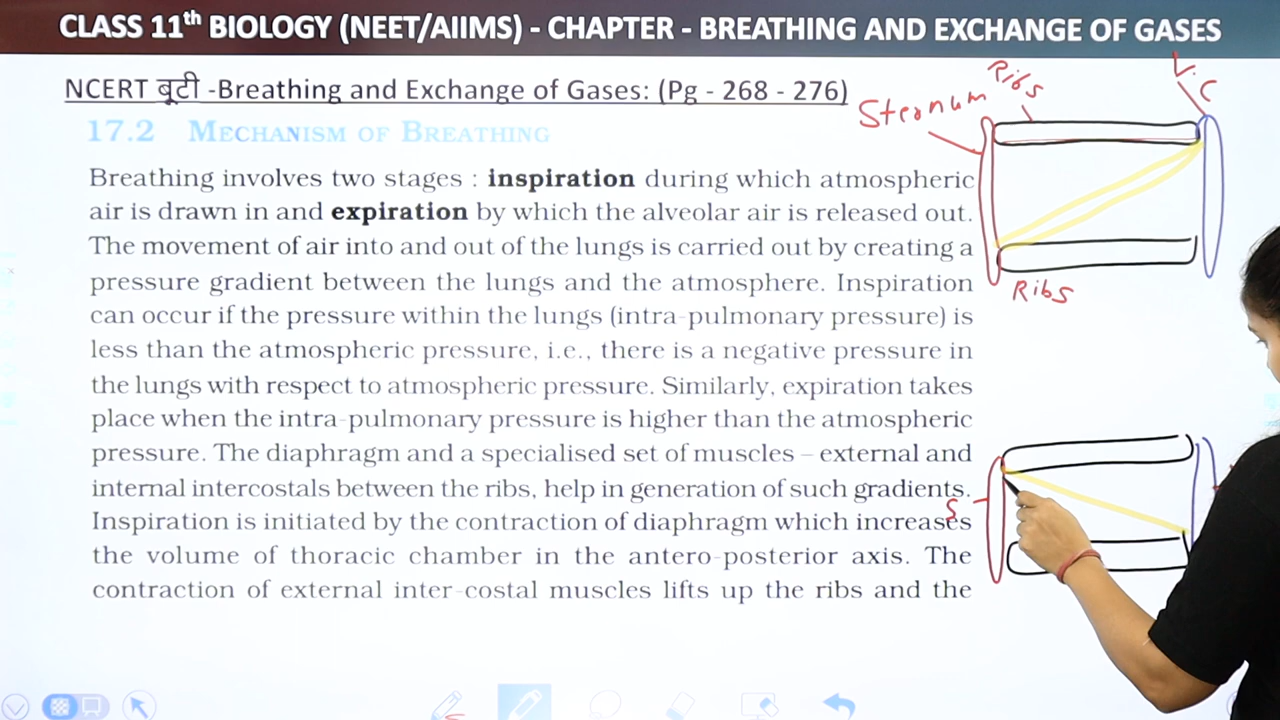 CLASS 11th BIOLOGY (NEET/AIIMS) - CHAPTER - BREATHING AND EXCHANGE OF GASES
NCERT बूटी -Breathing and Exchange of Gases: (Pg - 268 - 276)
17.2 MECHANISM OF BREATHING
Breathing involves two stages : inspiration during which atmospheric
air is drawn in and expiration by which the alveolar air is released out.
The movement of air into and out of the lungs is carried out by creating a
pressure gradient between the lungs and the atmosphere. Inspiration
can occur if the pressure within the lungs (intra-pulmonary pressure) is
less than the atmospheric pressure, i.e., there is a negative pressure in
the lungs with respect to atmospheric pressure. Similarly, expiration takes
place when the intra-pulmonary pressure is higher than the atmospheric
pressure. The diaphragm and a specialised set of muscles – external and
internal intercostals between the ribs, help in generation of such gradients.
Inspiration is initiated by the contraction of diaphragm which increases
the volume of thoracic chamber in the antero-posterior axis. The
contraction of external inter-costal muscles lifts up the ribs and the
Sternum
Ribs
V.C
Ribs
S